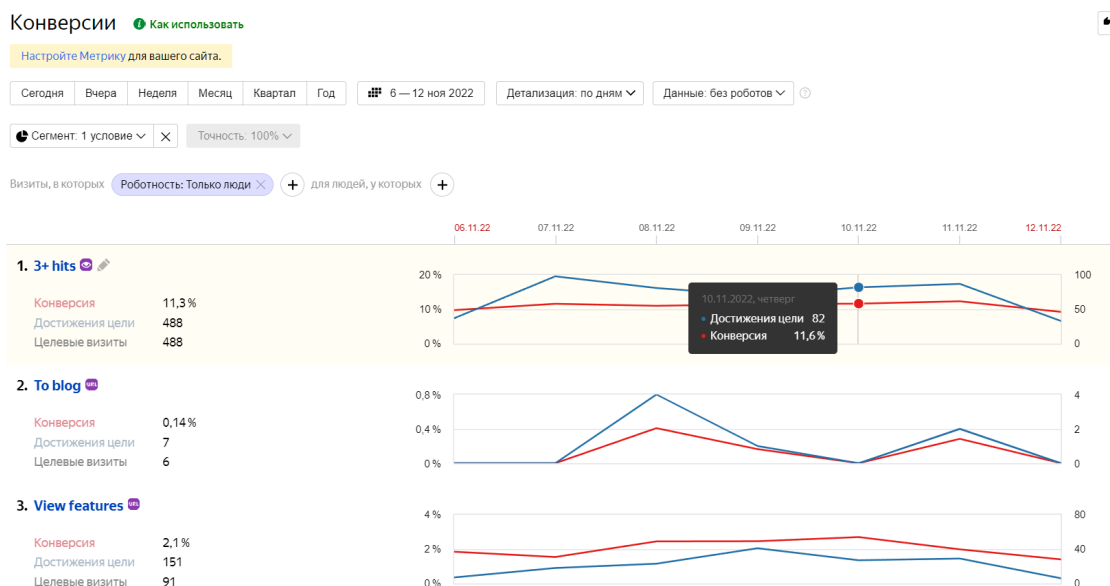 Конверсии Как использовать
Настройте Метрику для вашего сайта.
Сегодня Вчера Неделя Месяц Квартал Год 6 — 12 ноя 2022 Детализация: по дням Данные: без роботов ?
Сегмент: 1 условие Точность: 100%
Визиты, в которых Роботность: Только люди для людей, у которых
06.11.22 07.11.22 08.11.22 09.11.22 10.11.22 11.11.22 12.11.22
1. 3+ hits
Конверсия 11,3 %
Достижения цели 488
Целевые визиты 488
20 % 100
10 % 50
0 % 0
10.11.2022, четверг
Достижения цели 82
Конверсия 11,6 %
2. To blog URL
Конверсия 0,14 %
Достижения цели 7
Целевые визиты 6
0,8 % 4
0,4 % 2
0 % 0
3. View features URL
Конверсия 2,1 %
Достижения цели 151
Целевые визиты 91
4 % 80
2 % 40
0 % 0